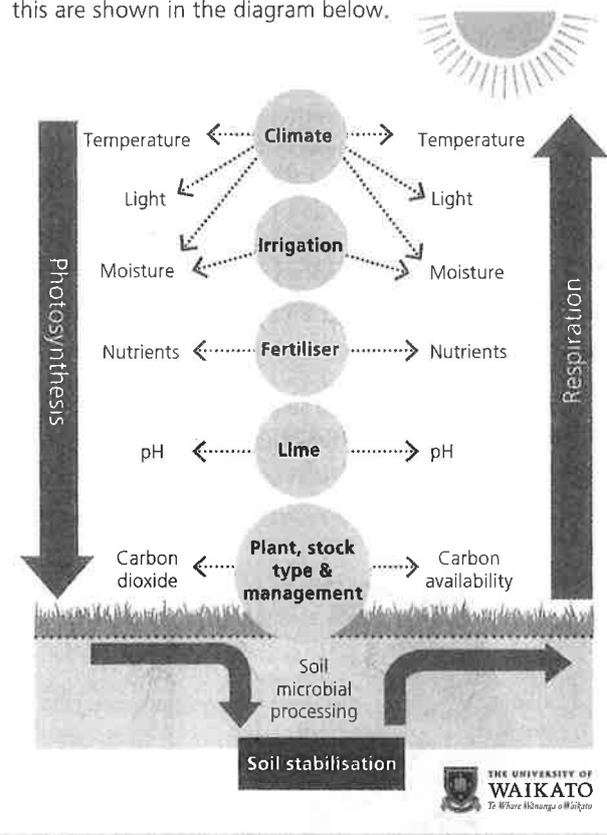 this are shown in the diagram below.
Climate
Temperature
Temperature
Light
Light
Irrigation
Moisture
Moisture
Photosynthesis
Respiration
Nutrients
Fertiliser
Nutrients
pH
Lime
pH
Carbon
dioxide
Plant, stock
type &
management
Carbon
availability
Soil
microbial
processing
Soil stabilisation
THE UNIVERSITY OF
WAIKATO
Te Whare Wānanga o Waikato